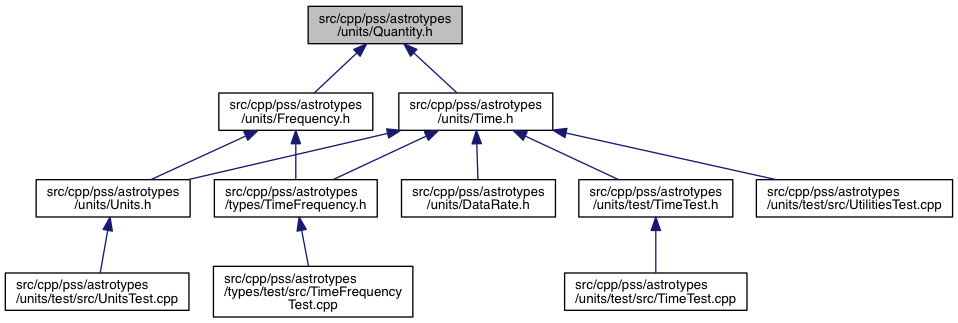 src/cpp/pss/astrotypes
/units/Quantity.h
src/cpp/pss/astrotypes
/units/Frequency.h
src/cpp/pss/astrotypes
/units/Time.h
src/cpp/pss/astrotypes
/units/Units.h
src/cpp/pss/astrotypes
/types/TimeFrequency.h
src/cpp/pss/astrotypes
/units/DataRate.h
src/cpp/pss/astrotypes
/units/test/TimeTest.h
src/cpp/pss/astrotypes
/units/test/src/UtilitiesTest.cpp
src/cpp/pss/astrotypes
/units/test/src/UnitsTest.cpp
src/cpp/pss/astrotypes
/types/test/src/TimeFrequency
Test.cpp
src/cpp/pss/astrotypes
/units/test/src/TimeTest.cpp